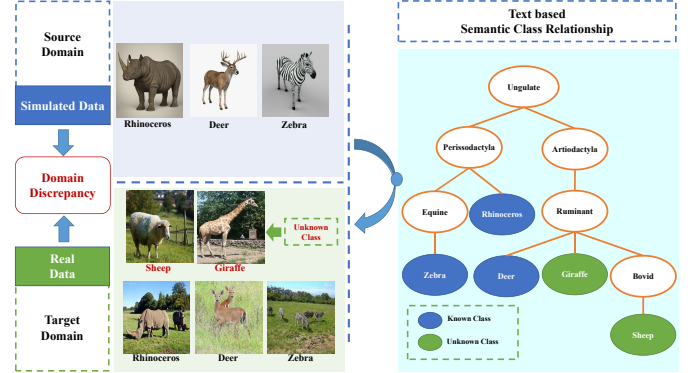 Source
Domain
Simulated Data
Domain
Discrepancy
Real
Data
Target
Domain
Rhinoceros
Deer
Zebra
Sheep
Giraffe
Unknown
Class
Rhinoceros
Deer
Zebra
Text based
Semantic Class Relationship
Ungulate
Perissodactyla
Artiodactyla
Equine
Rhinoceros
Ruminant
Zebra
Deer
Giraffe
Bovid
Sheep
Known Class
Unknown Class